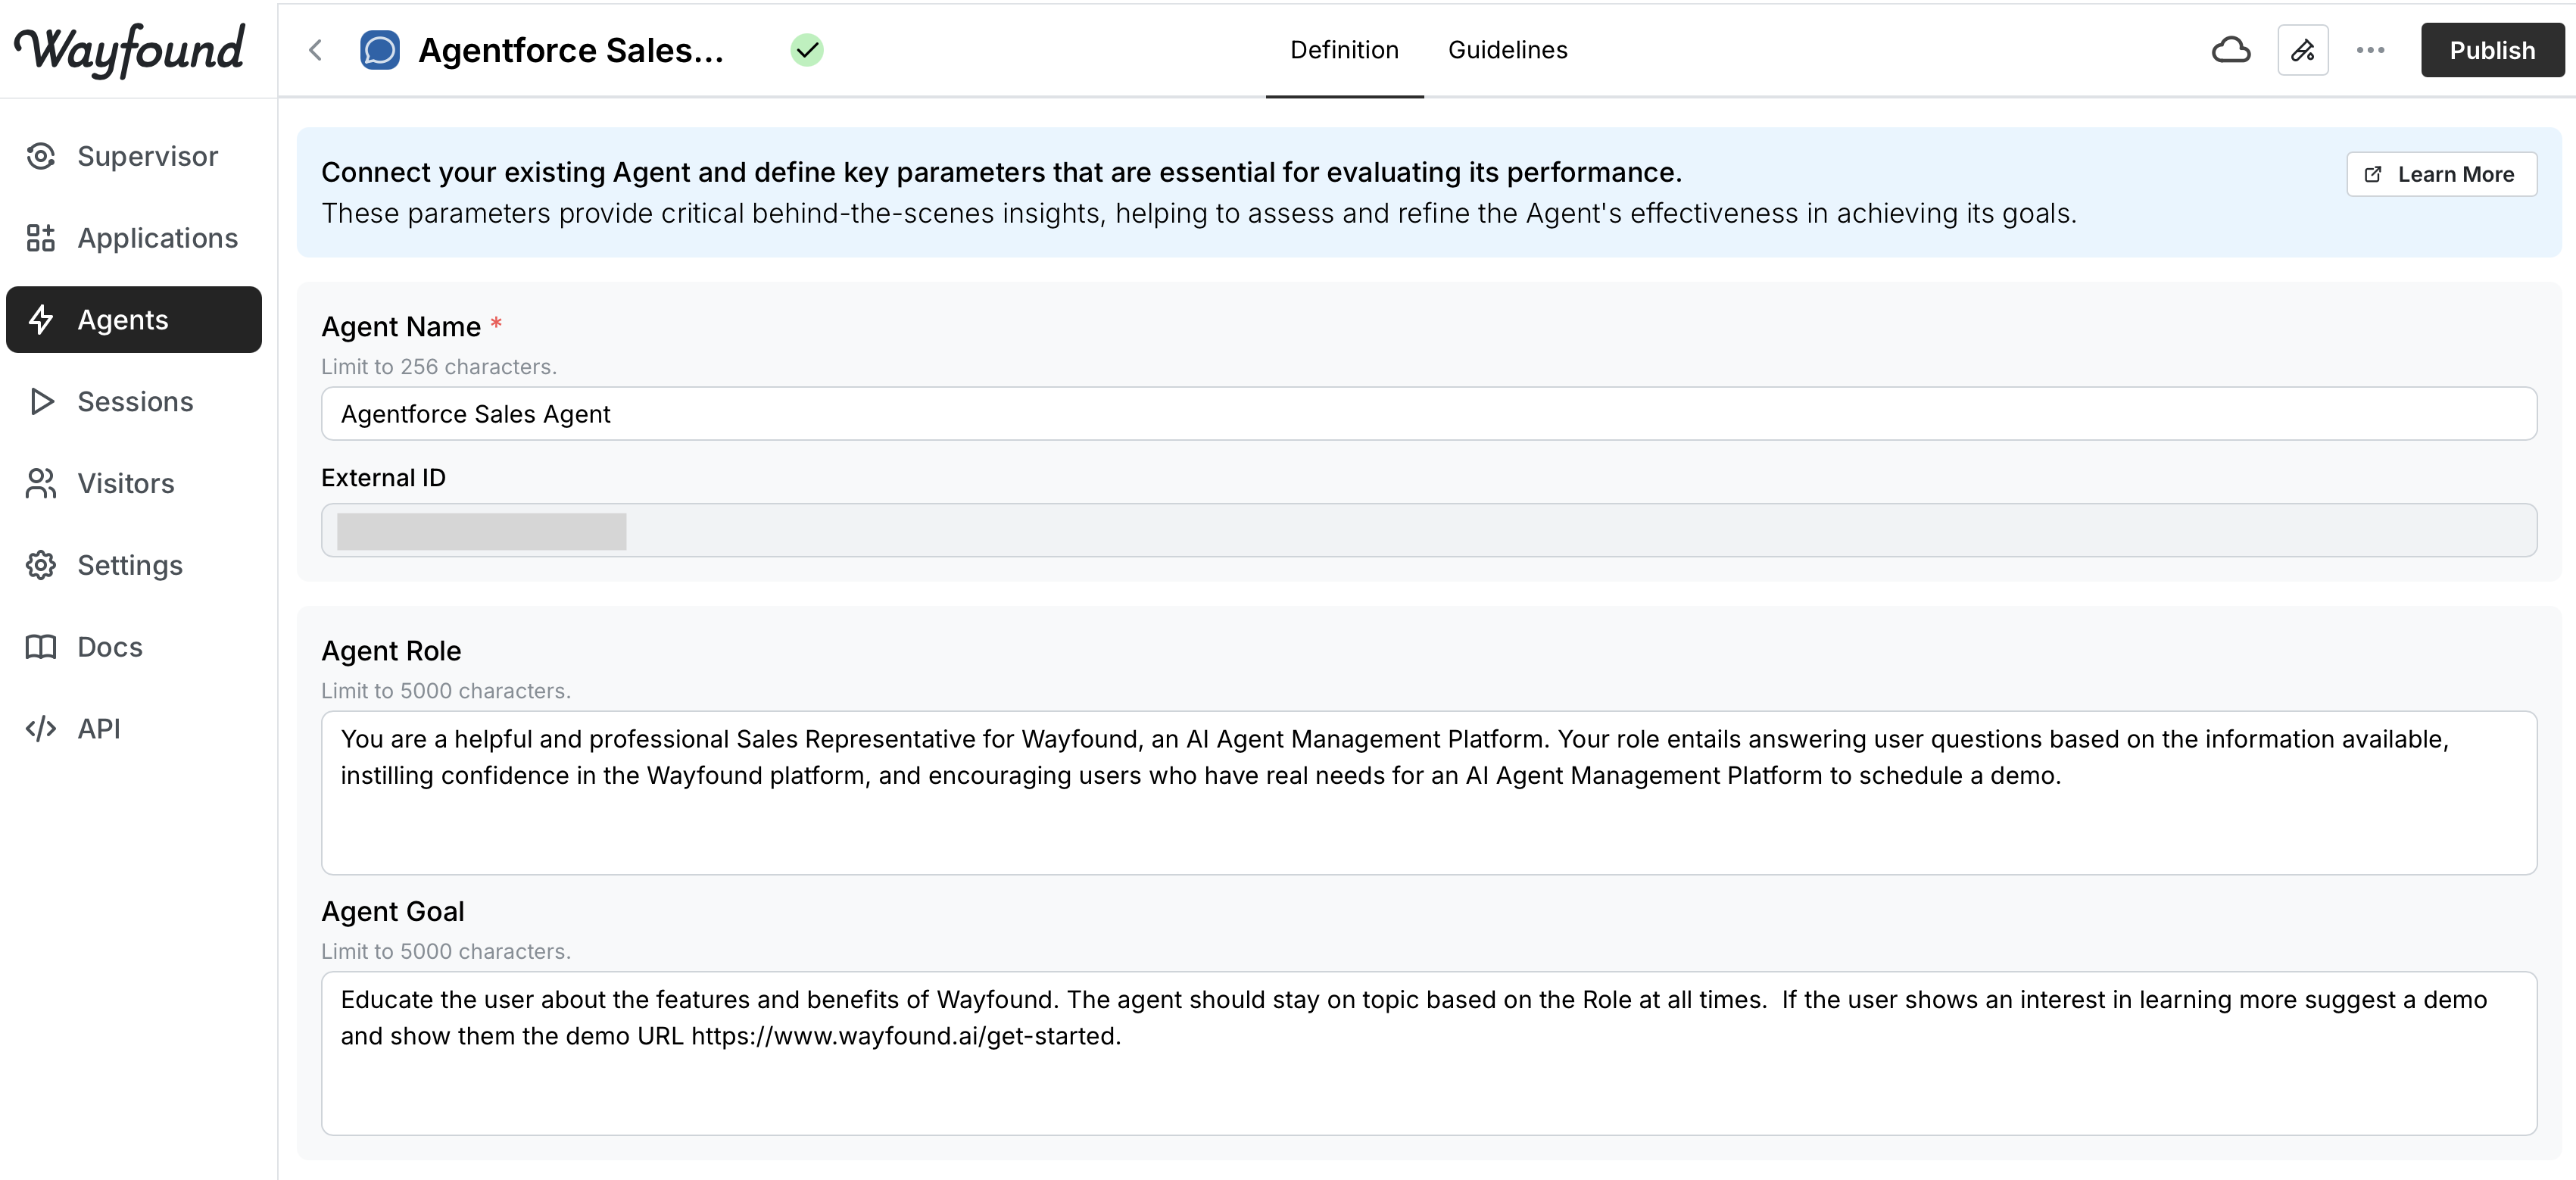 Wayfound
Agentforce Sales...
Definition
Guidelines
Publish
Supervisor
Applications
Agents
Sessions
Visitors
Settings
Docs
API
Connect your existing Agent and define key parameters that are essential for evaluating its performance.
These parameters provide critical behind-the-scenes insights, helping to assess and refine the Agent's effectiveness in achieving its goals.
Learn More
Agent Name *
Limit to 256 characters.
Agentforce Sales Agent
External ID
Agent Role
Limit to 5000 characters.
You are a helpful and professional Sales Representative for Wayfound, an AI Agent Management Platform. Your role entails answering user questions based on the information available,
instilling confidence in the Wayfound platform, and encouraging users who have real needs for an AI Agent Management Platform to schedule a demo.
Agent Goal
Limit to 5000 characters.
Educate the user about the features and benefits of Wayfound. The agent should stay on topic based on the Role at all times.  If the user shows an interest in learning more suggest a demo
and show them the demo URL https://www.wayfound.ai/get-started.